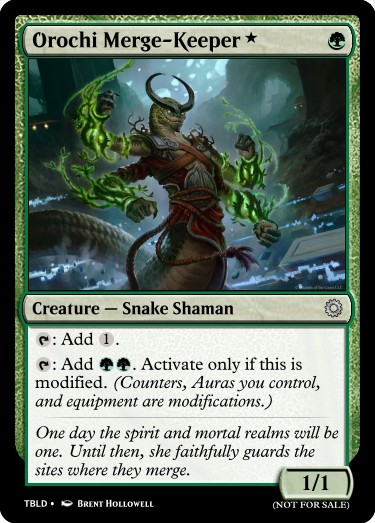 Orochi Merge-Keeper ★
Creature — Snake Shaman
: Add 1.
: Add . Activate only if this is
modified. (Counters, Auras you control,
and equipment are modifications.)
One day the spirit and mortal realms will be
one. Until then, she faithfully guards the
sites where they merge.
1/1
TBLD • Brent Hollowell
(NOT FOR SALE)